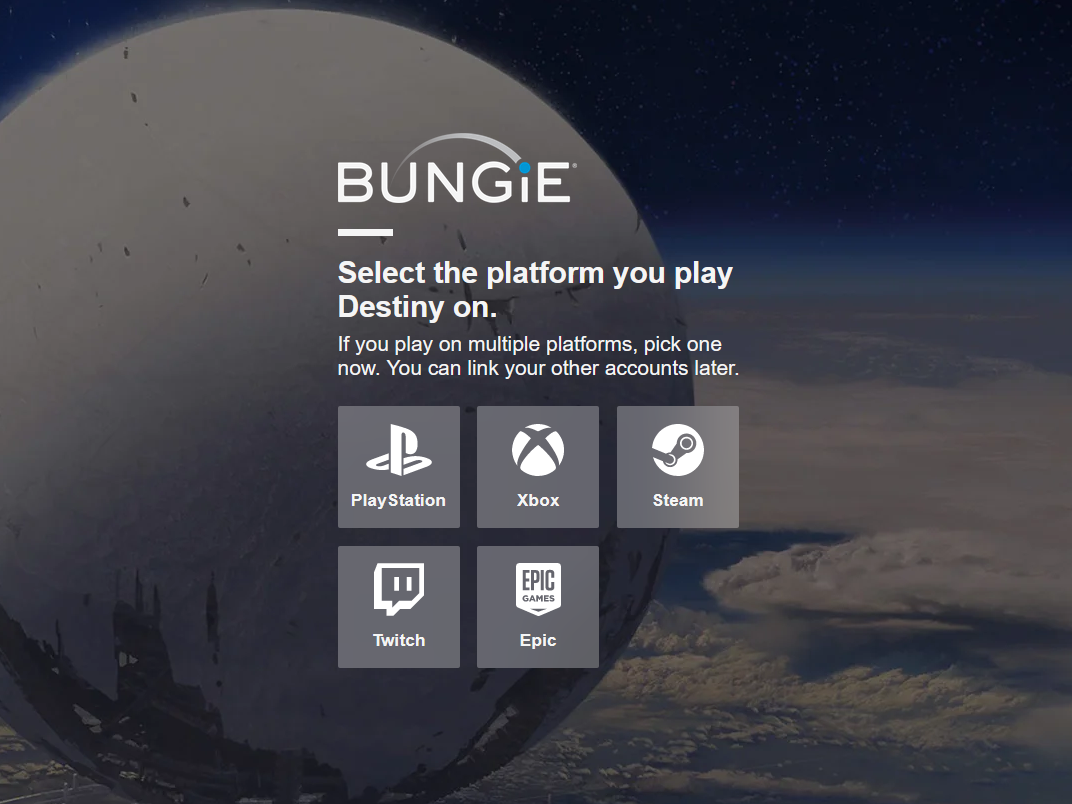 BUNGiE®
Select the platform you play
Destiny on.
If you play on multiple platforms, pick one
now. You can link your other accounts later.
PlayStation Xbox Steam
EPIC
GAMES
Twitch Epic